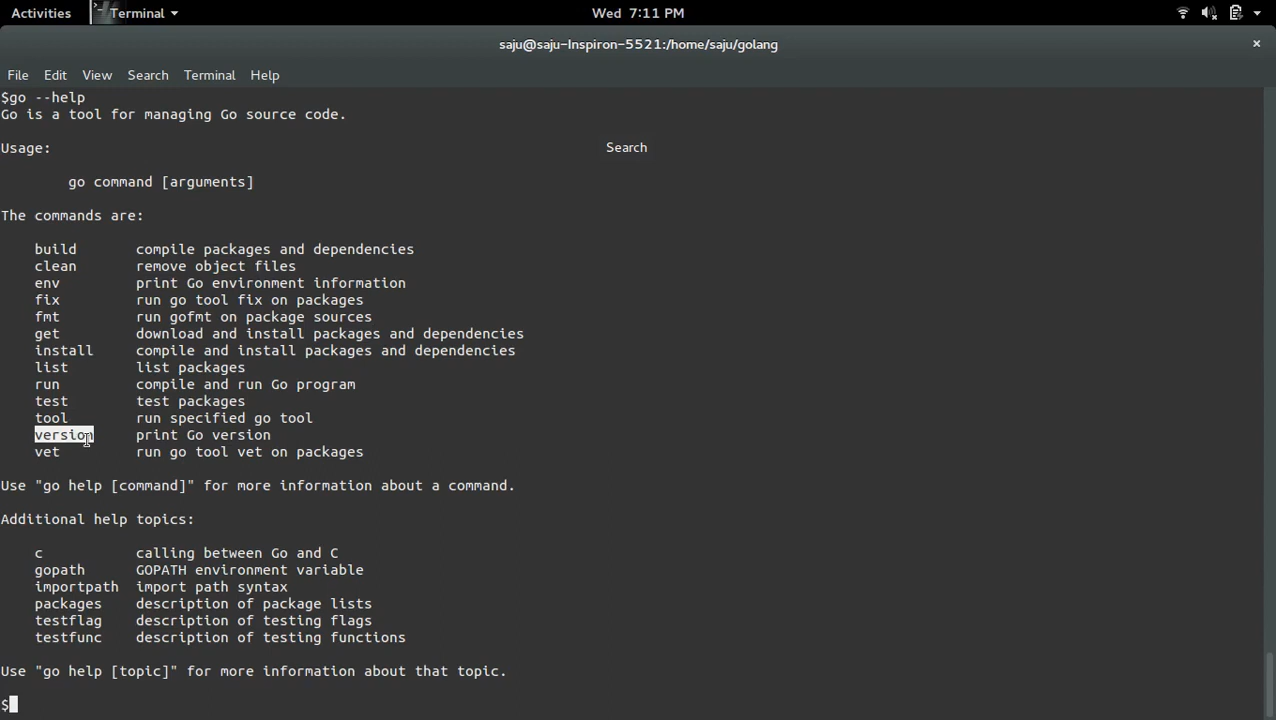 Activities Terminal Wed 7:11 PM
saju@saju-Inspiron-5521:/home/saju/golang ×
File Edit View Search Terminal Help
$go --help
Go is a tool for managing Go source code.
Usage:
Search
go command [arguments]
The commands are:
build compile packages and dependencies
clean remove object files
env print Go environment information
fix run go tool fix on packages
fmt run gofmt on package sources
get download and install packages and dependencies
install compile and install packages and dependencies
list list packages
run compile and run Go program
test test packages
tool run specified go tool
version print Go version
vet run go tool vet on packages
Use "go help [command]" for more information about a command.
Additional help topics:
c calling between Go and C
gopath GOPATH environment variable
importpath import path syntax
packages description of package lists
testflag description of testing flags
testfunc description of testing functions
Use "go help [topic]" for more information about that topic.
$